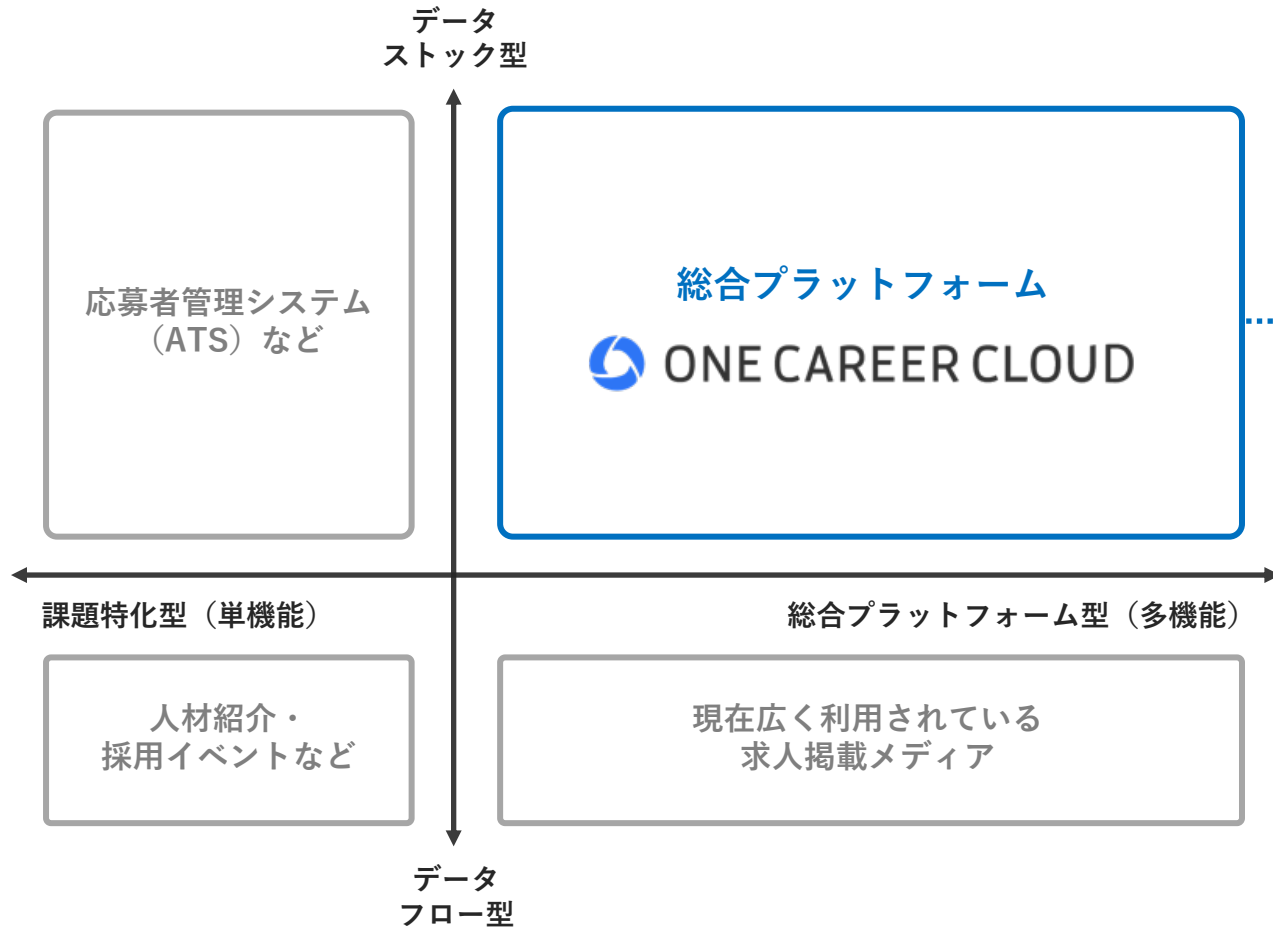 データ
ストック型
応募者管理システム
（ATS）など
総合プラットフォーム
ONE CAREER CLOUD
課題特化型（単機能）
総合プラットフォーム型（多機能）
人材紹介・
採用イベントなど
現在広く利用されている
求人掲載メディア
データ
フロー型